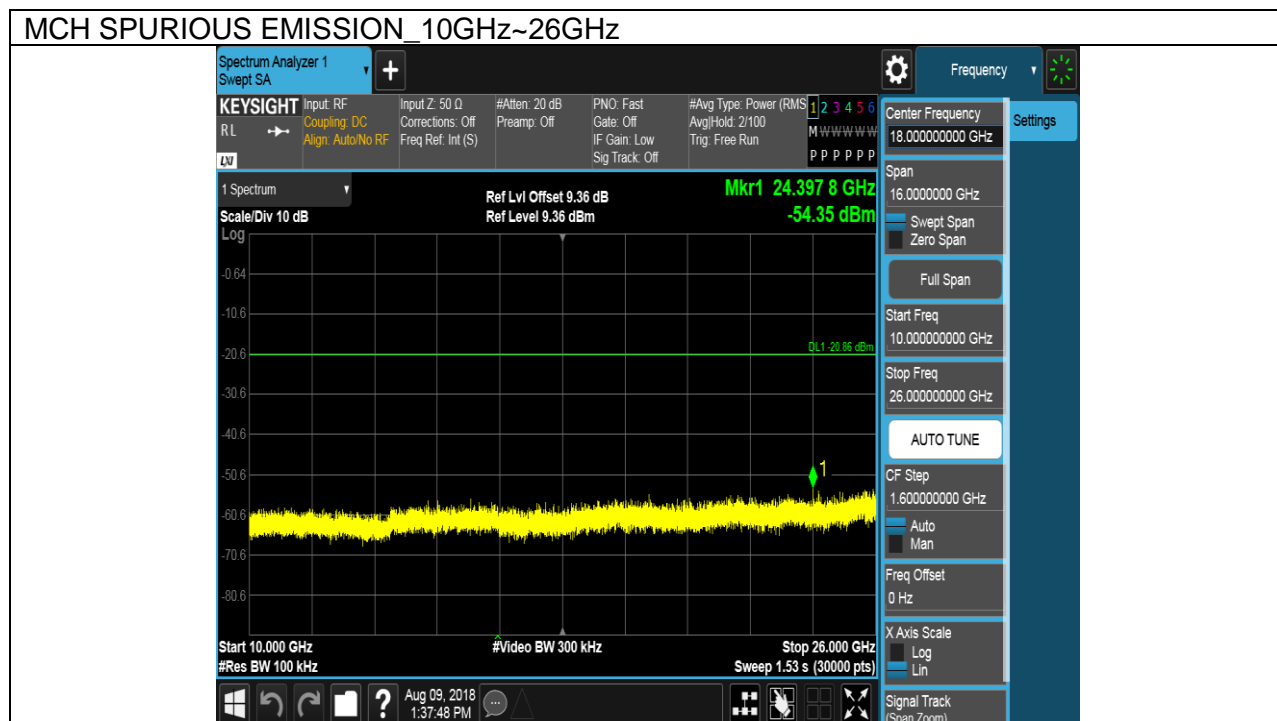 MCH SPURIOUS EMISSION_10GHz~26GHz
Spectrum Analyzer 1
Swept SA
+
Frequency
KEYSIGHT
RL
LXI
Input: RF
Coupling: DC
Align: Auto/No RF
Input Z: 50 Ω
Corrections: Off
Freq Ref: Int (S)
#Atten: 20 dB
Preamp: Off
PNO: Fast
Gate: Off
IF Gain: Low
Sig Track: Off
#Avg Type: Power (RMS
Avg|Hold: 2/100
Trig: Free Run
1 2 3 4 5 6
M W W W W W
P P P P P P
1 Spectrum
Scale/Div 10 dB
Ref Lvl Offset 9.36 dB
Ref Level 9.36 dBm
Mkr1 24.397 8 GHz
-54.35 dBm
Log
-0.64
-10.6
-20.6
DL1 -20.86 dBm
-30.6
-40.6
-50.6
1
-60.6
-70.6
-80.6
Start 10.000 GHz
#Video BW 300 kHz
Stop 26.000 GHz
#Res BW 100 kHz
Sweep 1.53 s (30000 pts)
?
Aug 09, 2018
1:37:48 PM
Center Frequency
18.000000000 GHz
Settings
Span
16.0000000 GHz
Swept Span
Zero Span
Full Span
Start Freq
10.000000000 GHz
Stop Freq
26.000000000 GHz
AUTO TUNE
CF Step
1.600000000 GHz
Auto
Man
Freq Offset
0 Hz
X Axis Scale
Log
Lin
Signal Track
(Span Zoom)